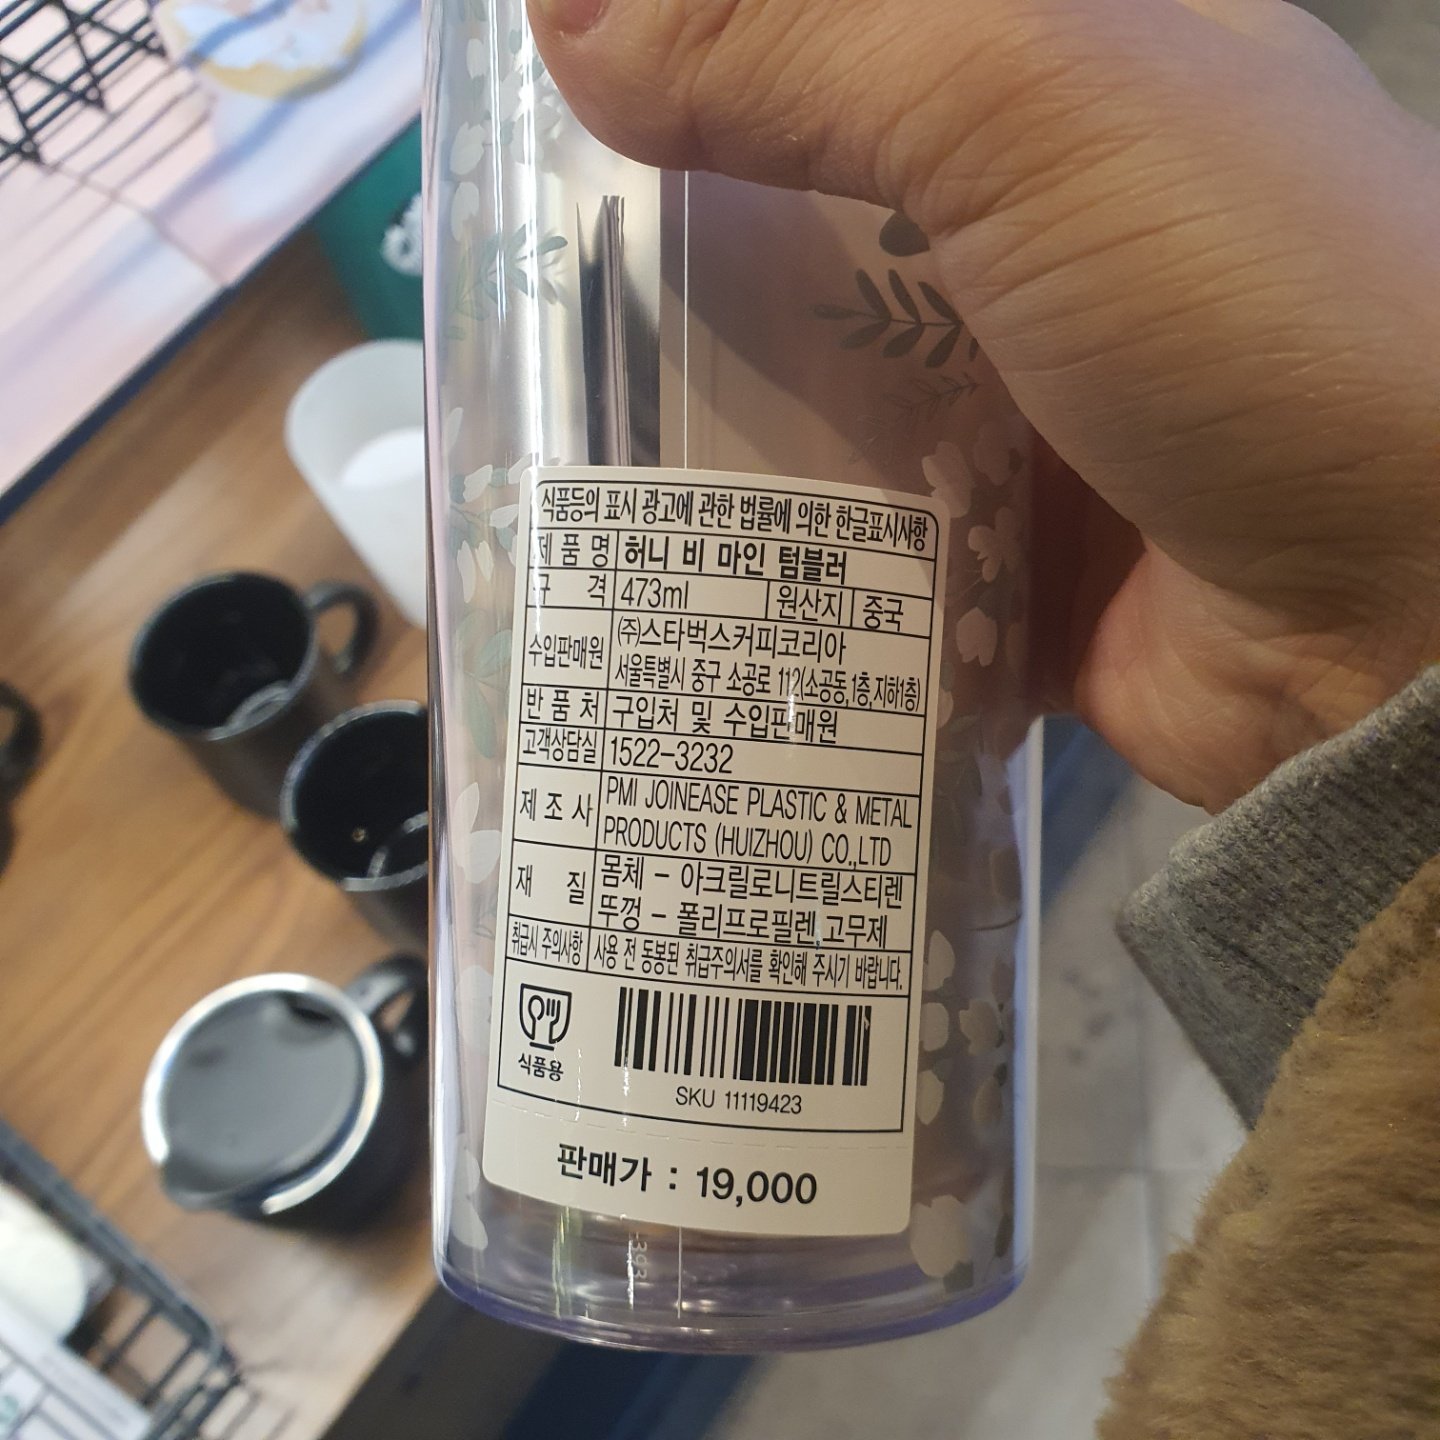 식품등의 표시 광고에 관한 법률에 의한 한글표시사항
제 품 명 허니 비 마인 텀블러
규 격 473ml 원산지 중국
수입판매원 (주)스타벅스커피코리아
서울특별시 중구 소공로 112(소공동,1층,지하1층)
반 품 처 구입처 및 수입판매원
고객상담실 1522-3232
제 조 사 PMI JOINEASE PLASTIC & METAL
PRODUCTS (HUIZHOU) CO.,LTD
재 질 몸체 - 아크릴로니트릴스티렌
뚜껑 - 폴리프로필렌,고무제
취급시 주의사항 사용 전 동봉된 취급주의서를 확인해 주시기 바랍니다.
식품용
SKU 11119423
판매가 : 19,000